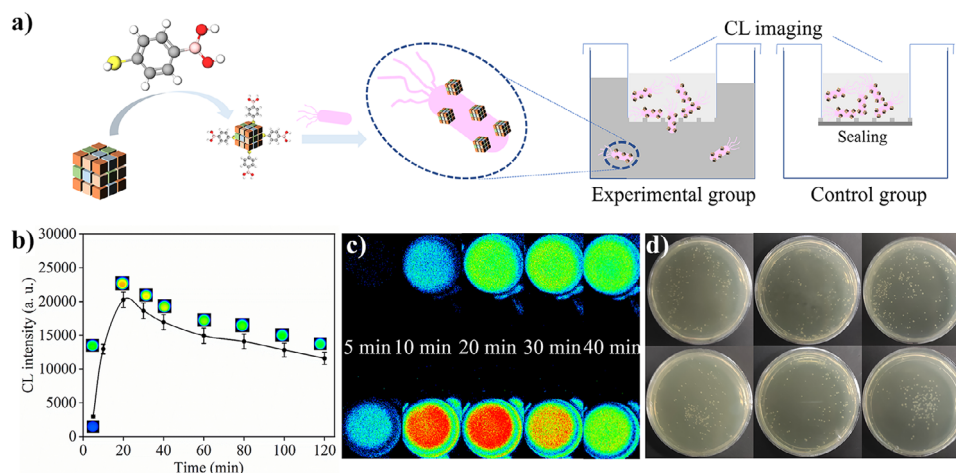 a)
CL imaging
Sealing
Experimental group
Control group
b)
CL intensity (a. u.)
30000
25000
20000
15000
10000
5000
0
0 20 40 60 80 100 120
Time (min)
c)
5 min 10 min 20 min 30 min 40 min
d)